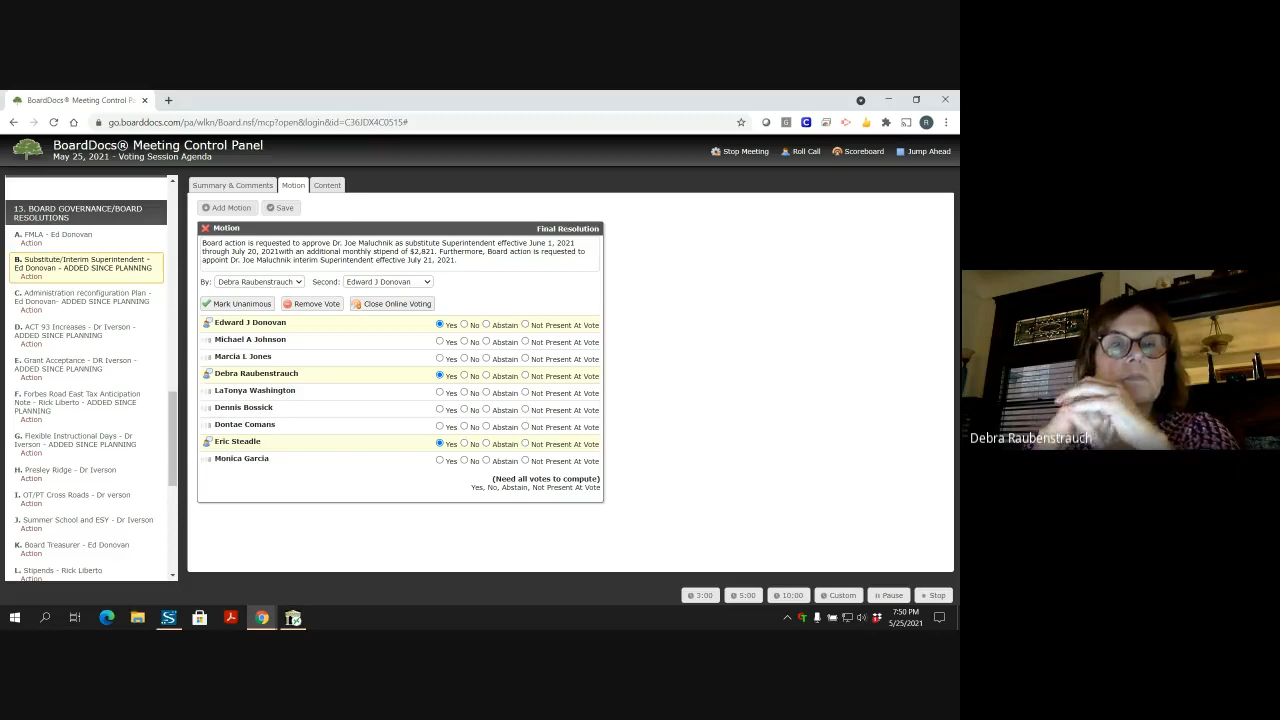 BoardDocs® Meeting Control Pa
go.boarddocs.com/pa/wlkn/Board.nsf/mcp?open&login&id=C36JDX4C0515#
BoardDocs® Meeting Control Panel
May 25, 2021 - Voting Session Agenda
Stop Meeting
Roll Call
Scoreboard
Jump Ahead
13. BOARD GOVERNANCE/BOARD
RESOLUTIONS
A. FMLA - Ed Donovan
Action
B. Substitute/Interim Superintendent -
Ed Donovan - ADDED SINCE PLANNING
Action
C. Administration reconfiguration Plan -
Ed Donovan- ADDED SINCE PLANNING
Action
D. ACT 93 Increases - Dr Iverson -
ADDED SINCE PLANNING
Action
E. Grant Acceptance - DR Iverson -
ADDED SINCE PLANNING
Action
F. Forbes Road East Tax Anticipation
Note - Rick Liberto - ADDED SINCE
PLANNING
Action
G. Flexible Instructional Days - Dr
Iverson - ADDED SINCE PLANNING
Action
H. Presley Ridge - Dr Iverson
Action
I. OT/PT Cross Roads - Dr verson
Action
J. Summer School and ESY - Dr Iverson
Action
K. Board Treasurer - Ed Donovan
Action
L. Stipends - Rick Liberto
Action
Summary & Comments
Motion
Content
Add Motion
Save
Motion
Final Resolution
Board action is requested to approve Dr. Joe Maluchnik as substitute Superintendent effective June 1, 2021
through July 20, 2021with an additional monthly stipend of $2,821. Furthermore, Board action is requested to
appoint Dr. Joe Maluchnik interim Superintendent effective July 21, 2021.
By: Debra Raubenstrauch Second: Edward J Donovan
Mark Unanimous
Remove Vote
Close Online Voting
Edward J Donovan Yes No Abstain Not Present At Vote
Michael A Johnson Yes No Abstain Not Present At Vote
Marcia L Jones Yes No Abstain Not Present At Vote
Debra Raubenstrauch Yes No Abstain Not Present At Vote
LaTonya Washington Yes No Abstain Not Present At Vote
Dennis Bossick Yes No Abstain Not Present At Vote
Dontae Comans Yes No Abstain Not Present At Vote
Eric Steadle Yes No Abstain Not Present At Vote
Monica Garcia Yes No Abstain Not Present At Vote
(Need all votes to compute)
Yes, No, Abstain, Not Present At Vote
3:00
5:00
10:00
Custom
Pause
Stop
7:50 PM
5/25/2021
Debra Raubenstrauch